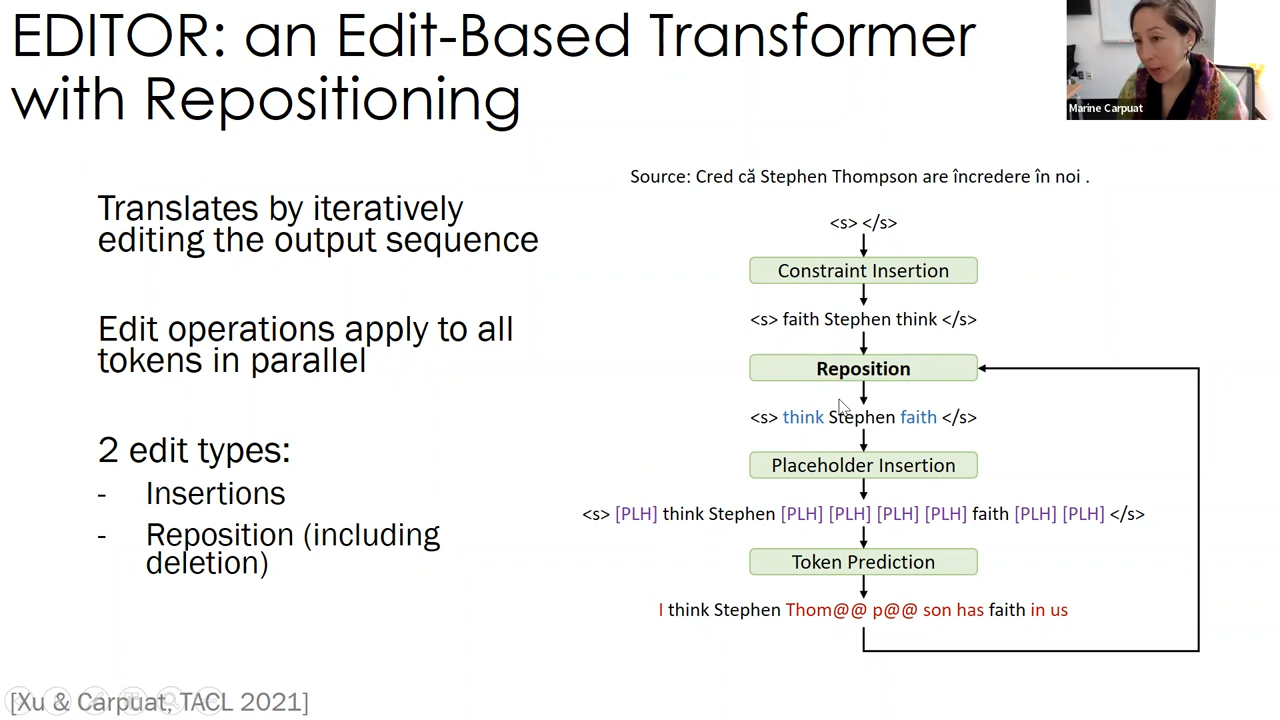 EDITOR: an Edit-Based Transformer
with Repositioning
Marine Carpuat
Translates by iteratively
editing the output sequence
Edit operations apply to all
tokens in parallel
2 edit types:
- Insertions
- Reposition (including
deletion)
Source: Cred că Stephen Thompson are încredere în noi .
<s> </s>
Constraint Insertion
<s> faith Stephen think </s>
Reposition
<s> think Stephen faith </s>
Placeholder Insertion
<s> [PLH] think Stephen [PLH] [PLH] [PLH] [PLH] faith [PLH] [PLH] </s>
Token Prediction
I think Stephen Thom@@ p@@ son has faith in us
[Xu & Carpuat, TACL 2021]